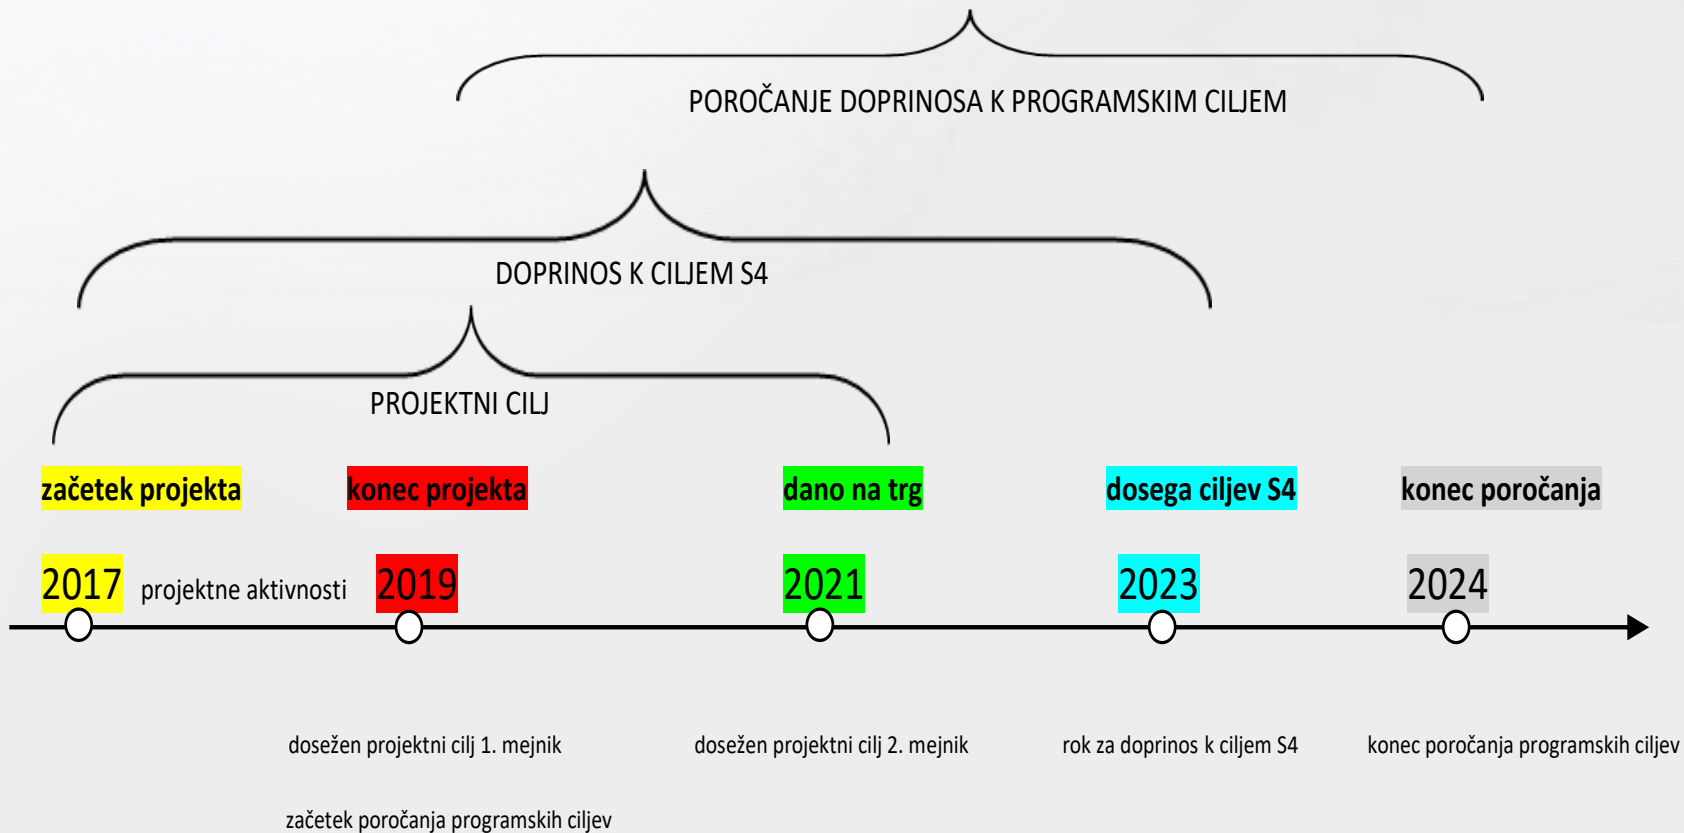 POROČANJE DOPRINOSA K PROGRAMSKIM CILJEM
DOPRINOS K CILJEM S4
PROJEKTNI CILJ
začetek projekta konec projekta dano na trg dosega ciljev S4 konec poročanja
2017 projektne aktivnosti 2019 2021 2023 2024
dosežen projektni cilj 1. mejnik dosežen projektni cilj 2. mejnik rok za doprinos k ciljem S4 konec poročanja programskih ciljev
začetek poročanja programskih ciljev